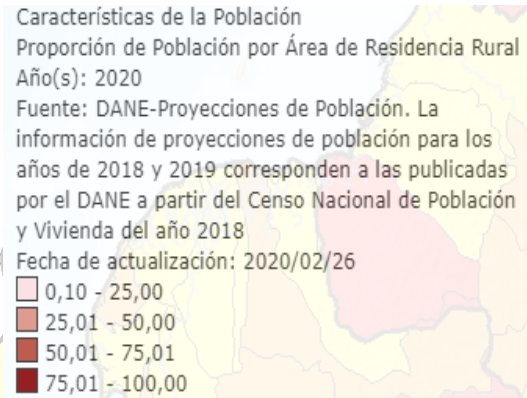 Características de la Población
Proporción de Población por Área de Residencia Rural
Año(s): 2020
Fuente: DANE-Proyecciones de Población. La
información de proyecciones de población para los
años de 2018 y 2019 corresponden a las publicadas
por el DANE a partir del Censo Nacional de Población
y Vivienda del año 2018
Fecha de actualización: 2020/02/26
0,10 - 25,00
25,01 - 50,00
50,01 - 75,01
75,01 - 100,00